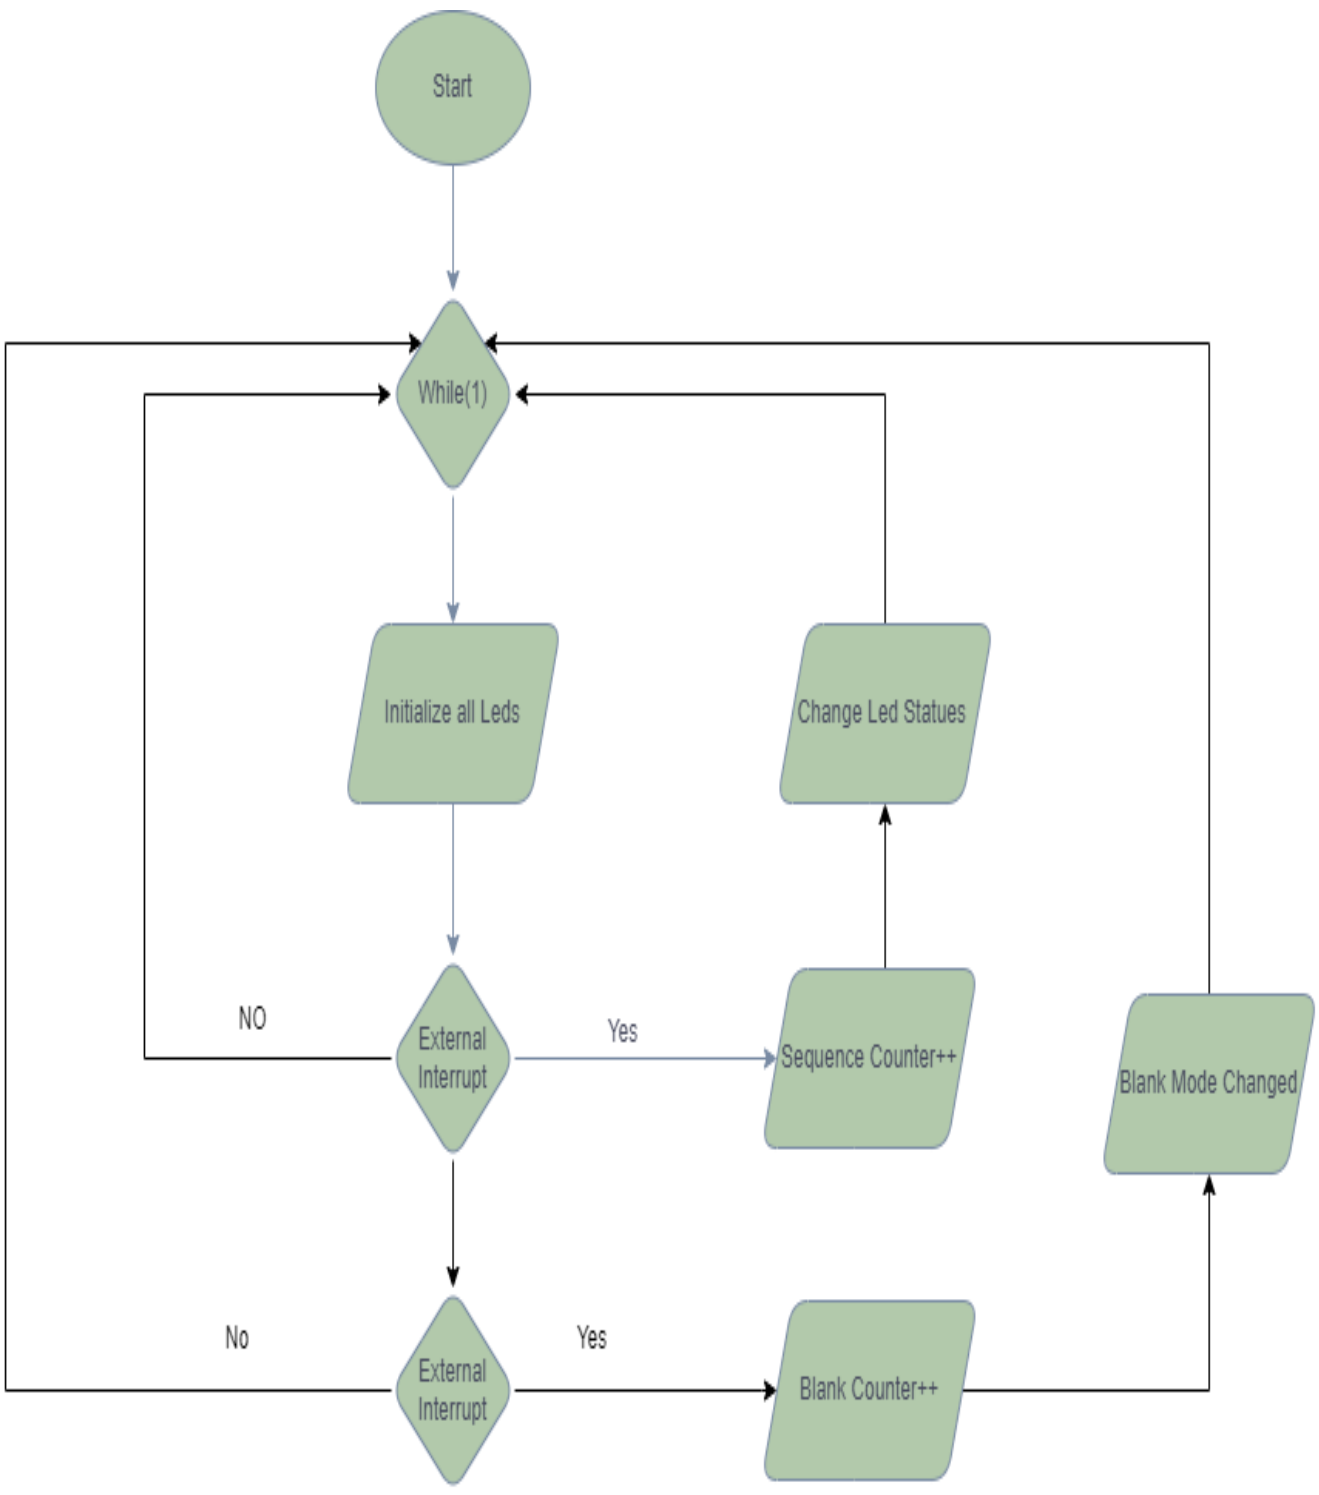 Start
While(1)
Initialize all Leds
Change Led Statues
NO
External
Interrupt
Yes
Sequence Counter++
Blank Mode Changed
No
External
Interrupt
Yes
Blank Counter++